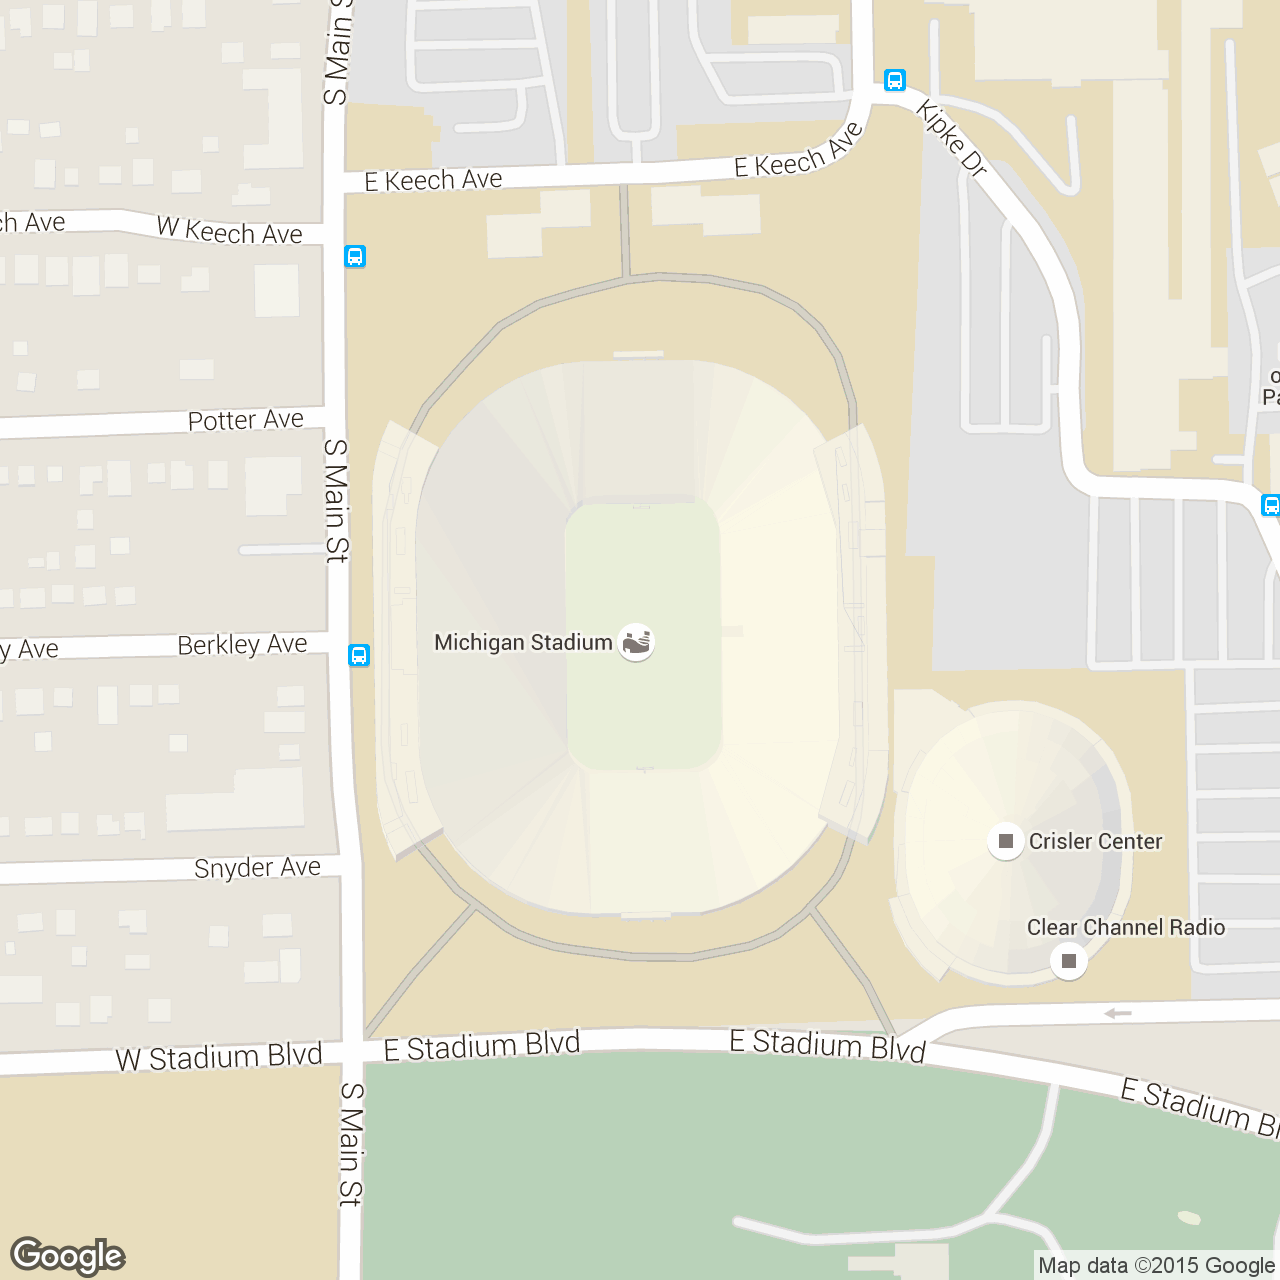 S Main S
Kipke Dr
E Keech Ave
E Keech Ave
ch Ave
W Keech Ave
Potter Ave
S Main St
Michigan Stadium
Berkley Ave
y Ave
Crisler Center
Snyder Ave
Clear Channel Radio
W Stadium Blvd
E Stadium Blvd
E Stadium Blvd
E Stadium Bl
S Main St
Google
Map data ©2015 Google